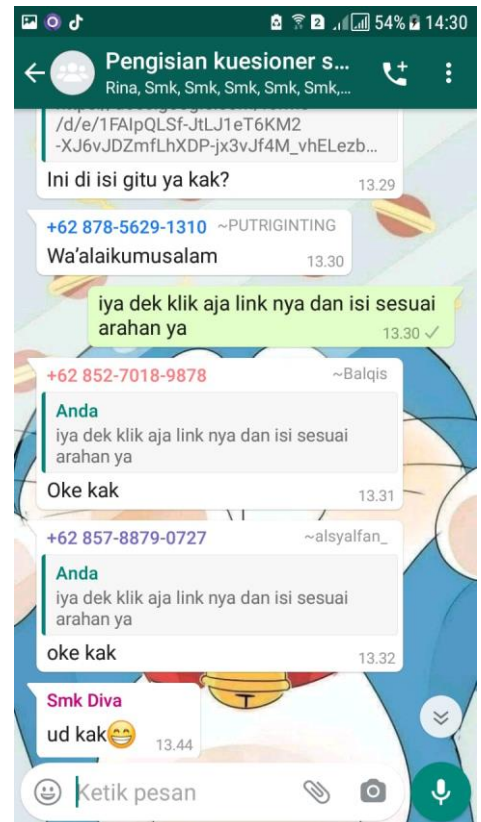 2 54% 14:30
Pengisian kuesioner s...
Rina, Smk, Smk, Smk, Smk, Smk,...
/d/e/1FAIpQLSf-JtLJ1eT6KM2
-XJ6vJDZmfLhXDP-jx3vJf4M_vhELezb...
Ini di isi gitu ya kak?
13.29
+62 878-5629-1310 ~PUTRIGINTING
Wa'alaikumusalam
13.30
iya dek klik aja link nya dan isi sesuai
arahan ya
13.30
+62 852-7018-9878 ~Balqis
Anda
iya dek klik aja link nya dan isi sesuai
arahan ya
Oke kak
13.31
+62 857-8879-0727 ~alsyalfan_
Anda
iya dek klik aja link nya dan isi sesuai
arahan ya
oke kak
13.32
Smk Diva
ud kak😁
13.44
Ketik pesan